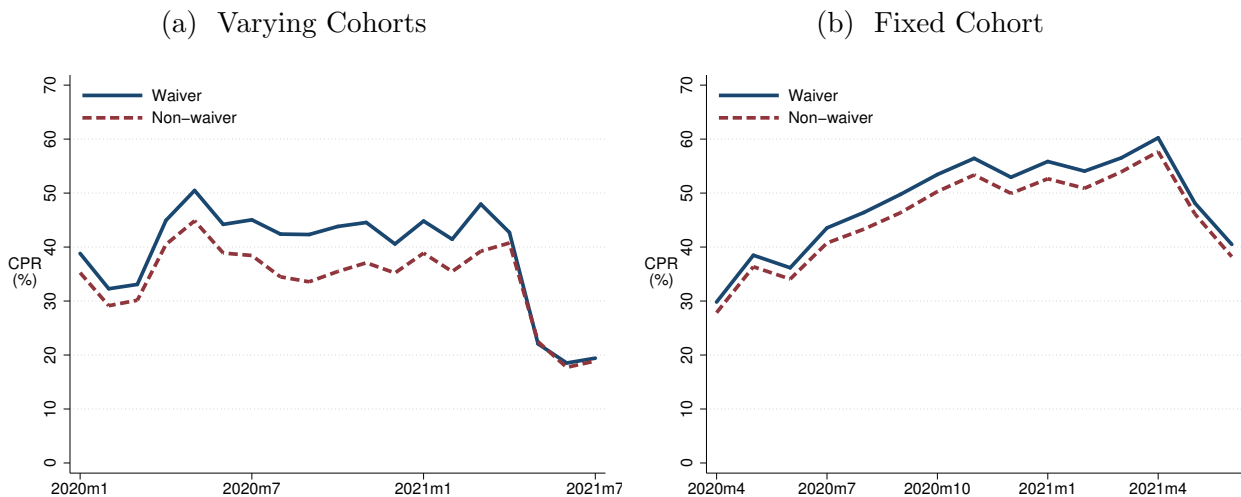 (a) Varying Cohorts
70
60
50
40
30
20
10
0
CPR
(%)
Waiver
Non−waiver
2020m1
2020m7
2021m1
2021m7
(b) Fixed Cohort
70
60
50
40
30
20
10
0
CPR
(%)
Waiver
Non−waiver
2020m4
2020m7
2020m10
2021m1
2021m4